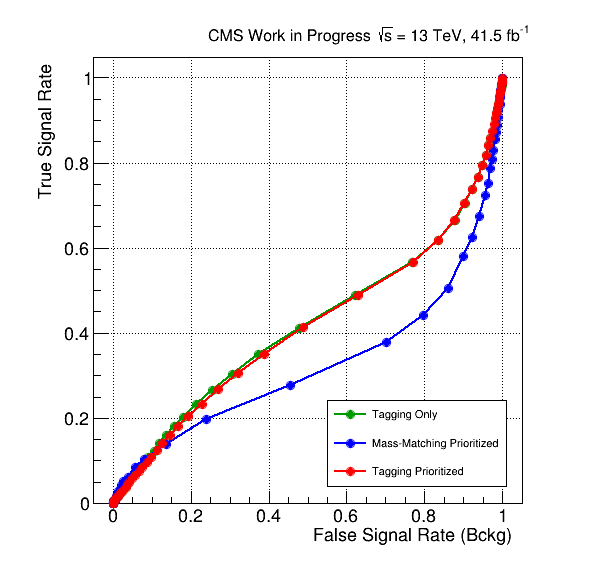 CMS Work in Progress √s = 13 TeV, 41.5 fb⁻¹
True Signal Rate
1
0.8
0.6
0.4
0.2
0
0 0.2 0.4 0.6 0.8 1
False Signal Rate (Bckg)
Tagging Only
Mass-Matching Prioritized
Tagging Prioritized